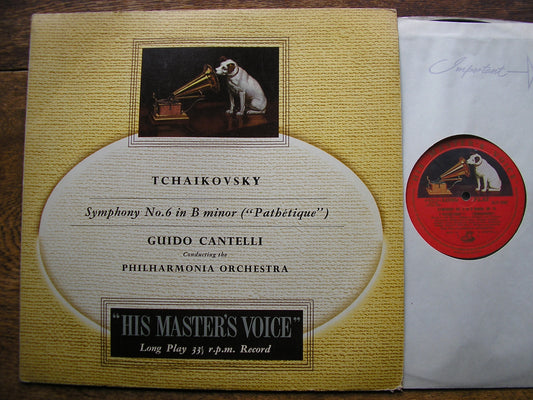 TCHAIKOVSKY
Symphony No.6 in B minor ("Pathétique")
GUIDO CANTELLI
Conducting the
PHILHARMONIA ORCHESTRA
"HIS MASTER'S VOICE"
Long Play 33⅓ r.p.m. Record
Important